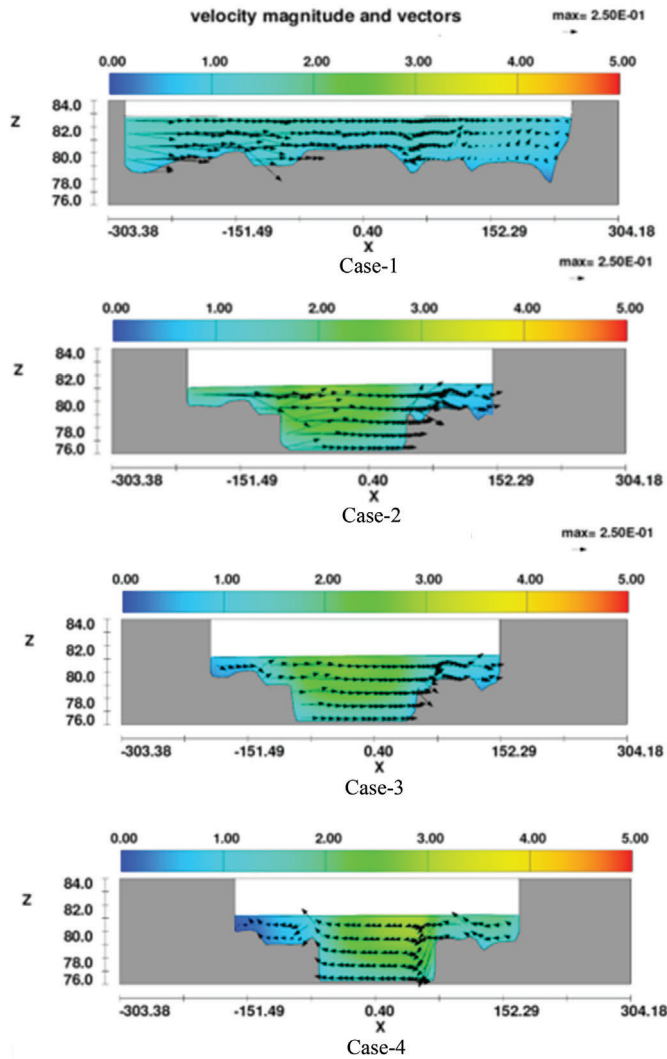 velocity magnitude and vectors
max= 2.50E-01
0.00 1.00 2.00 3.00 4.00 5.00
84.0
Z
82.0
80.0
78.0
76.0
-303.38 -151.49 0.40 152.29 304.18
X
Case-1
max= 2.50E-01
0.00 1.00 2.00 3.00 4.00 5.00
84.0
Z
82.0
80.0
78.0
76.0
-303.38 -151.49 0.40 152.29 304.18
X
Case-2
max= 2.50E-01
0.00 1.00 2.00 3.00 4.00 5.00
84.0
Z
82.0
80.0
78.0
76.0
-303.38 -151.49 0.40 152.29 304.18
X
Case-3
0.00 1.00 2.00 3.00 4.00 5.00
84.0
Z
82.0
80.0
78.0
76.0
-303.38 -151.49 0.40 152.29 304.18
X
Case-4